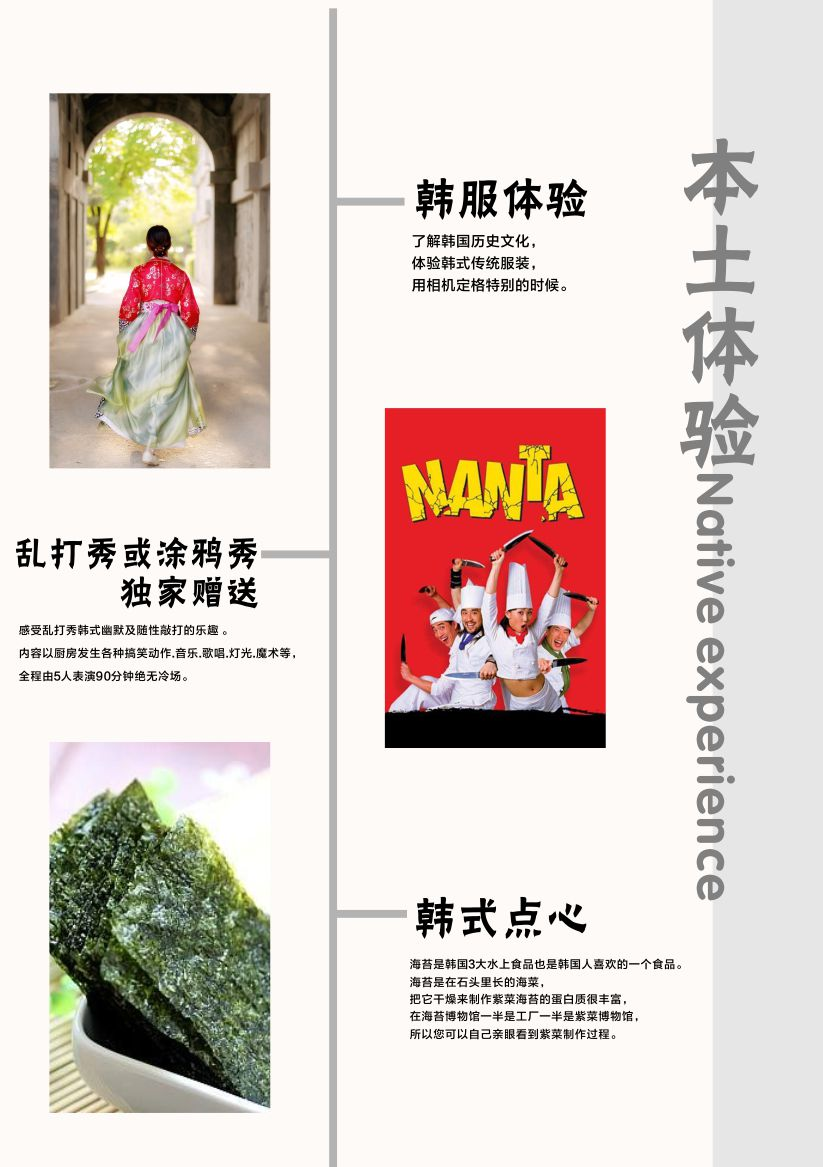 本土体验
Native experience
韩服体验
了解韩国历史文化，
体验韩式传统服装，
用相机定格特别的时候。
NANTA
乱打秀或涂鸦秀
独家赠送
感受乱打秀韩式幽默及随性敲打的乐趣 。
内容以厨房发生各种搞笑动作.音乐.歌唱.灯光.魔术等，
全程由5人表演90分钟绝无冷场。
韩式点心
海苔是韩国3大水上食品也是韩国人喜欢的一个食品。
海苔是在石头里长的海菜，
把它干燥来制作紫菜海苔的蛋白质很丰富，
在海苔博物馆一半是工厂一半是紫菜博物馆，
所以您可以自己亲眼看到紫菜制作过程。